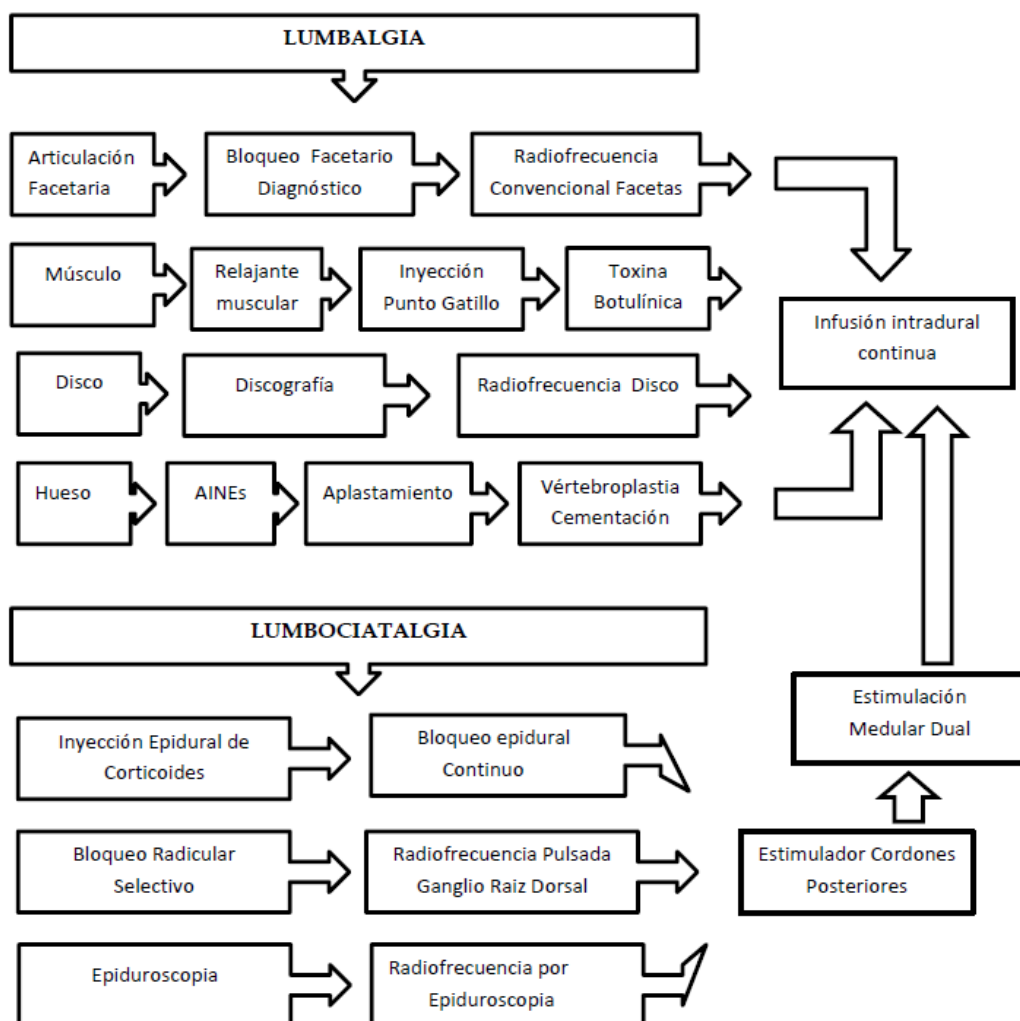 LUMBALGIA
Articulación
Facetaria
Bloqueo Facetario
Diagnóstico
Radiofrecuencia
Convencional Facetas
Músculo
Relajante
muscular
Inyección
Punto Gatillo
Toxina
Botulínica
Infusión intradural
continua
Disco
Discografía
Radiofrecuencia Disco
Hueso
AINEs
Aplastamiento
Vértebroplastia
Cementación
LUMBOCIATALGIA
Inyección Epidural de
Corticoides
Bloqueo epidural
Continuo
Estimulación
Medular Dual
Bloqueo Radicular
Selectivo
Radiofrecuencia Pulsada
Ganglio Raiz Dorsal
Estimulador Cordones
Posteriores
Epiduroscopia
Radiofrecuencia por
Epiduroscopia